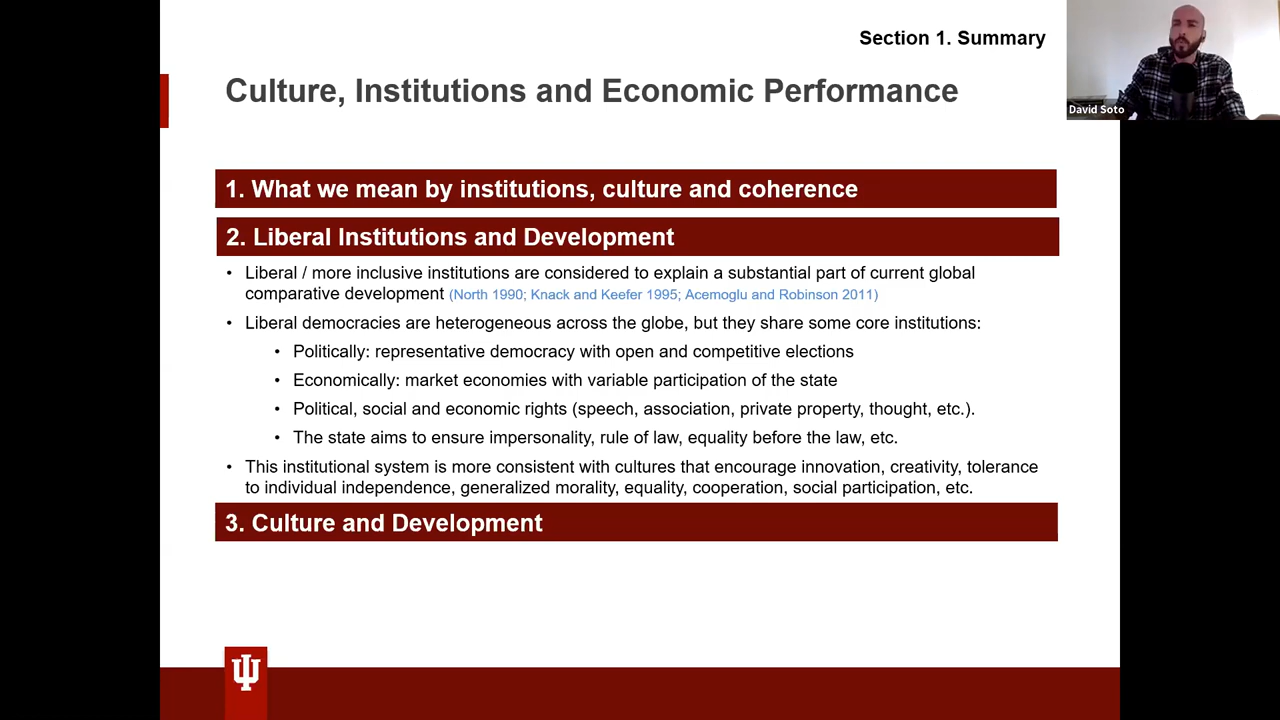 Section 1. Summary
Culture, Institutions and Economic Performance
David Soto
1. What we mean by institutions, culture and coherence
2. Liberal Institutions and Development
• Liberal / more inclusive institutions are considered to explain a substantial part of current global
comparative development (North 1990; Knack and Keefer 1995; Acemoglu and Robinson 2011)
• Liberal democracies are heterogeneous across the globe, but they share some core institutions:
• Politically: representative democracy with open and competitive elections
• Economically: market economies with variable participation of the state
• Political, social and economic rights (speech, association, private property, thought, etc.).
• The state aims to ensure impersonality, rule of law, equality before the law, etc.
• This institutional system is more consistent with cultures that encourage innovation, creativity, tolerance
to individual independence, generalized morality, equality, cooperation, social participation, etc.
3. Culture and Development